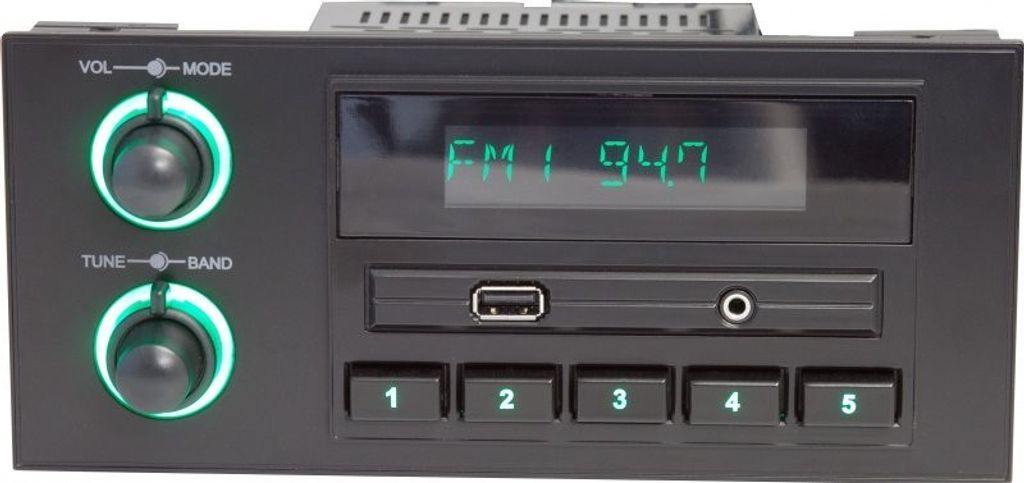 VOL MODE
FM1 94.7
TUNE BAND
1 2 3 4 5